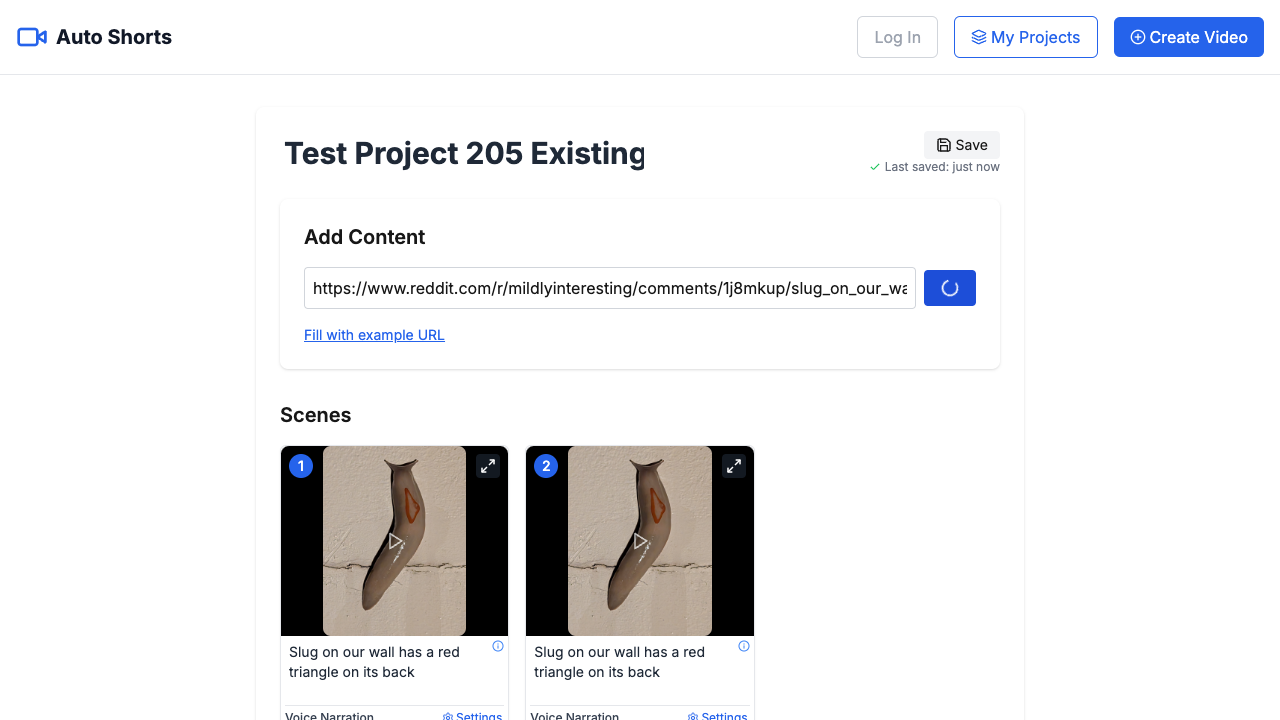 Auto Shorts
Log In
My Projects
Create Video
Test Project 205 Existing
Save
Last saved: just now
Add Content
https://www.reddit.com/r/mildlyinteresting/comments/1j8mkup/slug_on_our_wa
Fill with example URL
Scenes
1
2
Slug on our wall has a red
triangle on its back
Slug on our wall has a red
triangle on its back
Voice Narration
Settings
Voice Narration
Settings